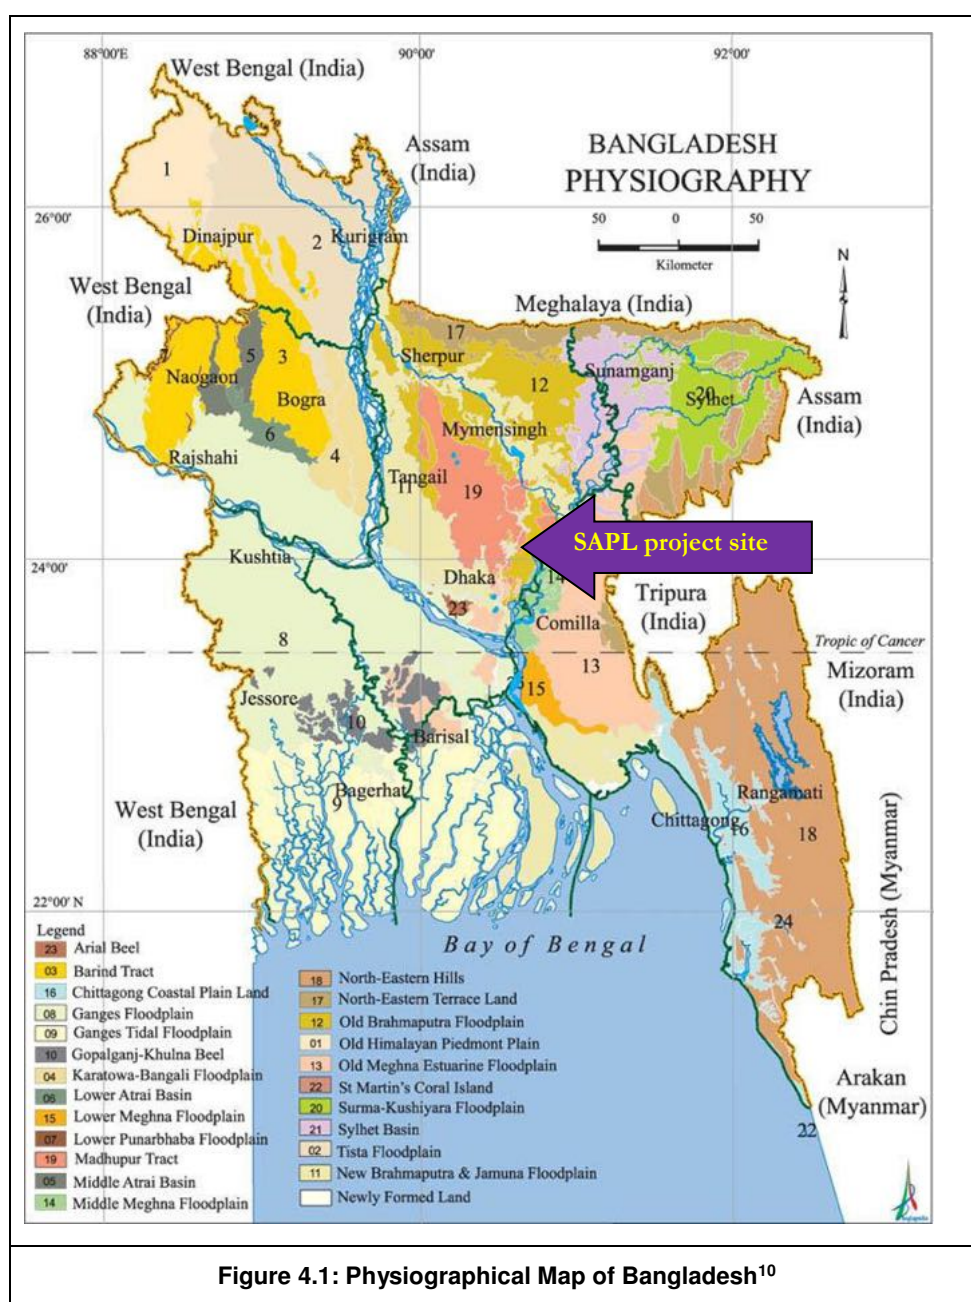 88°00'E
90°00'
92°00'
West Bengal (India)
Assam
(India)
BANGLADESH
PHYSIOGRAPHY
50 0 50
Kilometer
N
26°00'
1
2
Dinajpur
Kurigram
West Bengal
(India)
Meghalaya (India)
17
Sherpur
7
5
3
12
Sunamganj
Naogaon
20
Sylhet
Bogra
Assam
(India)
6
4
Mymensingh
Rajshahi
Tangail
11
19
SAPL project site
24°00'
Kushtia
Dhaka
14
23
Comilla
Tripura
(India)
8
Tropic of Cancer
13
Mizoram
(India)
Jessore
15
10
Barisal
Bagerhat
9
Rangamati
West Bengal
(India)
Chittagong
16
18
Chin Pradesh (Myanmar)
22°00' N
24
Bay of Bengal
Legend
23 Arial Beel
03 Barind Tract
16 Chittagong Coastal Plain Land
08 Ganges Floodplain
09 Ganges Tidal Floodplain
10 Gopalganj-Khulna Beel
04 Karatowa-Bangali Floodplain
06 Lower Atrai Basin
15 Lower Meghna Floodplain
07 Lower Punarbhaba Floodplain
19 Madhupur Tract
05 Middle Atrai Basin
14 Middle Meghna Floodplain
18 North-Eastern Hills
17 North-Eastern Terrace Land
12 Old Brahmaputra Floodplain
01 Old Himalayan Piedmont Plain
13 Old Meghna Estuarine Floodplain
22 St Martin's Coral Island
20 Surma-Kushiyara Floodplain
21 Sylhet Basin
02 Tista Floodplain
11 New Brahmaputra & Jamuna Floodplain
Newly Formed Land
Arakan
(Myanmar)
22
Figure 4.1: Physiographical Map of Bangladesh10